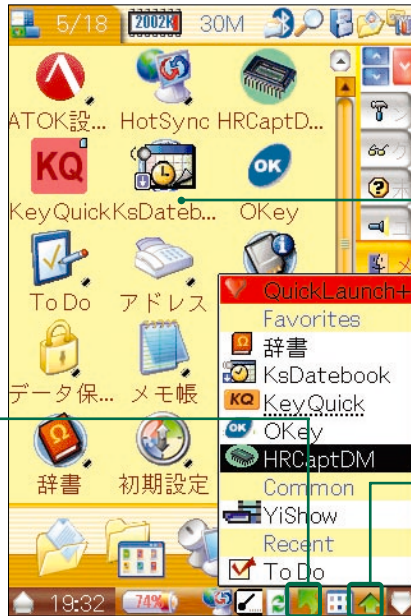 5/18 2002K 30M
ATOK設... HotSync HRCaptD...
KQ OK
KeyQuick KsDateb... OKey
To Do アドレス
データ保... メモ帳
辞書 初期設定
QuickLaunch+
Favorites
辞書
KsDatebook
KQ KeyQuick
OK OKey
HRCaptDM
Common
YiShow
Recent
To Do
19:32 74%